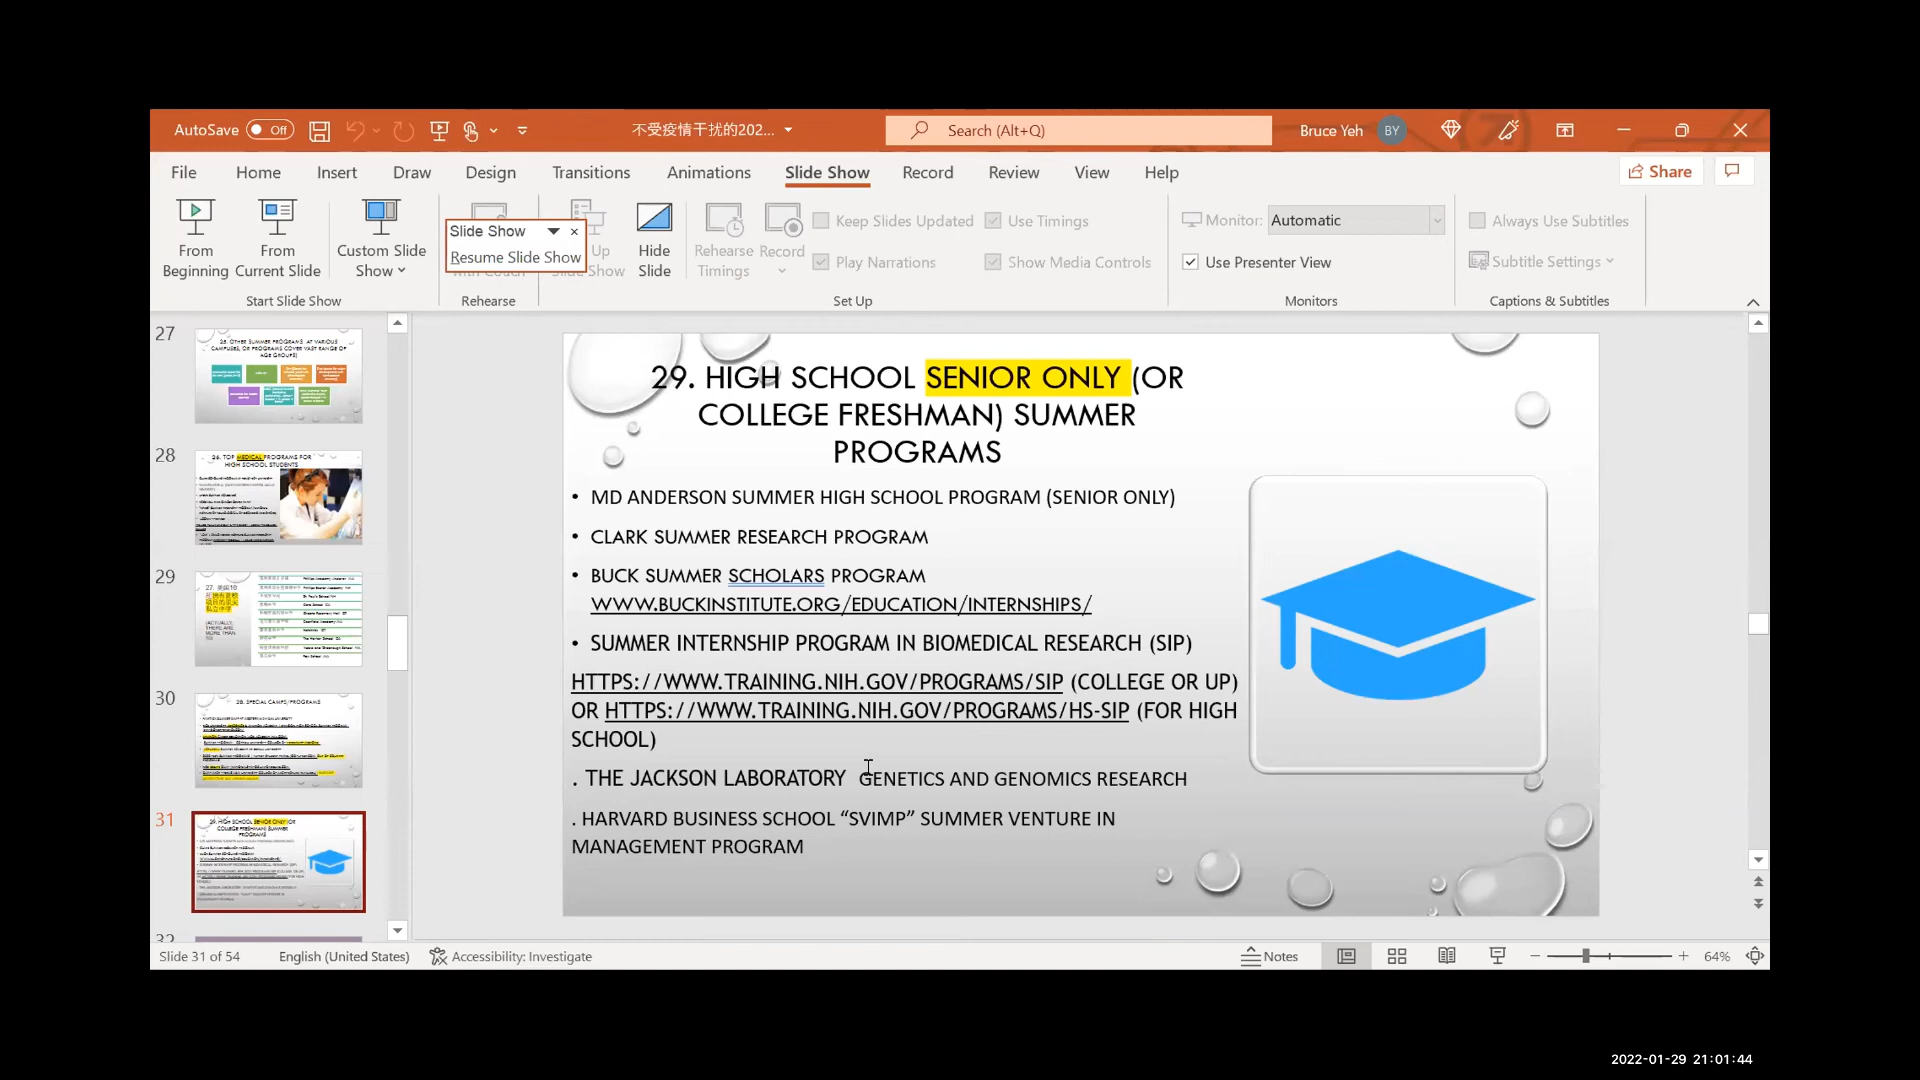 AutoSave Off
不受疫情干扰的202...
Search (Alt+Q)
Bruce Yeh BY
File Home Insert Draw Design Transitions Animations Slide Show Record Review View Help
Share
From Beginning
From Current Slide
Custom Slide Show
Slide Show
Resume Slide Show
Hide Slide
Rehearse Timings
Record
Keep Slides Updated
Use Timings
Play Narrations
Show Media Controls
Monitor: Automatic
Use Presenter View
Always Use Subtitles
Subtitle Settings
Start Slide Show
Rehearse
Set Up
Monitors
Captions & Subtitles
27
28
29
30
31
29. HIGH SCHOOL SENIOR ONLY (OR
COLLEGE FRESHMAN) SUMMER
PROGRAMS
• MD ANDERSON SUMMER HIGH SCHOOL PROGRAM (SENIOR ONLY)
• CLARK SUMMER RESEARCH PROGRAM
• BUCK SUMMER SCHOLARS PROGRAM
WWW.BUCKINSTITUTE.ORG/EDUCATION/INTERNSHIPS/
• SUMMER INTERNSHIP PROGRAM IN BIOMEDICAL RESEARCH (SIP)
HTTPS://WWW.TRAINING.NIH.GOV/PROGRAMS/SIP (COLLEGE OR UP)
OR HTTPS://WWW.TRAINING.NIH.GOV/PROGRAMS/HS-SIP (FOR HIGH
SCHOOL)
. THE JACKSON LABORATORY GENETICS AND GENOMICS RESEARCH
. HARVARD BUSINESS SCHOOL “SVIMP” SUMMER VENTURE IN
MANAGEMENT PROGRAM
Slide 31 of 54
English (United States)
Accessibility: Investigate
Notes
64%
2022-01-29 21:01:44